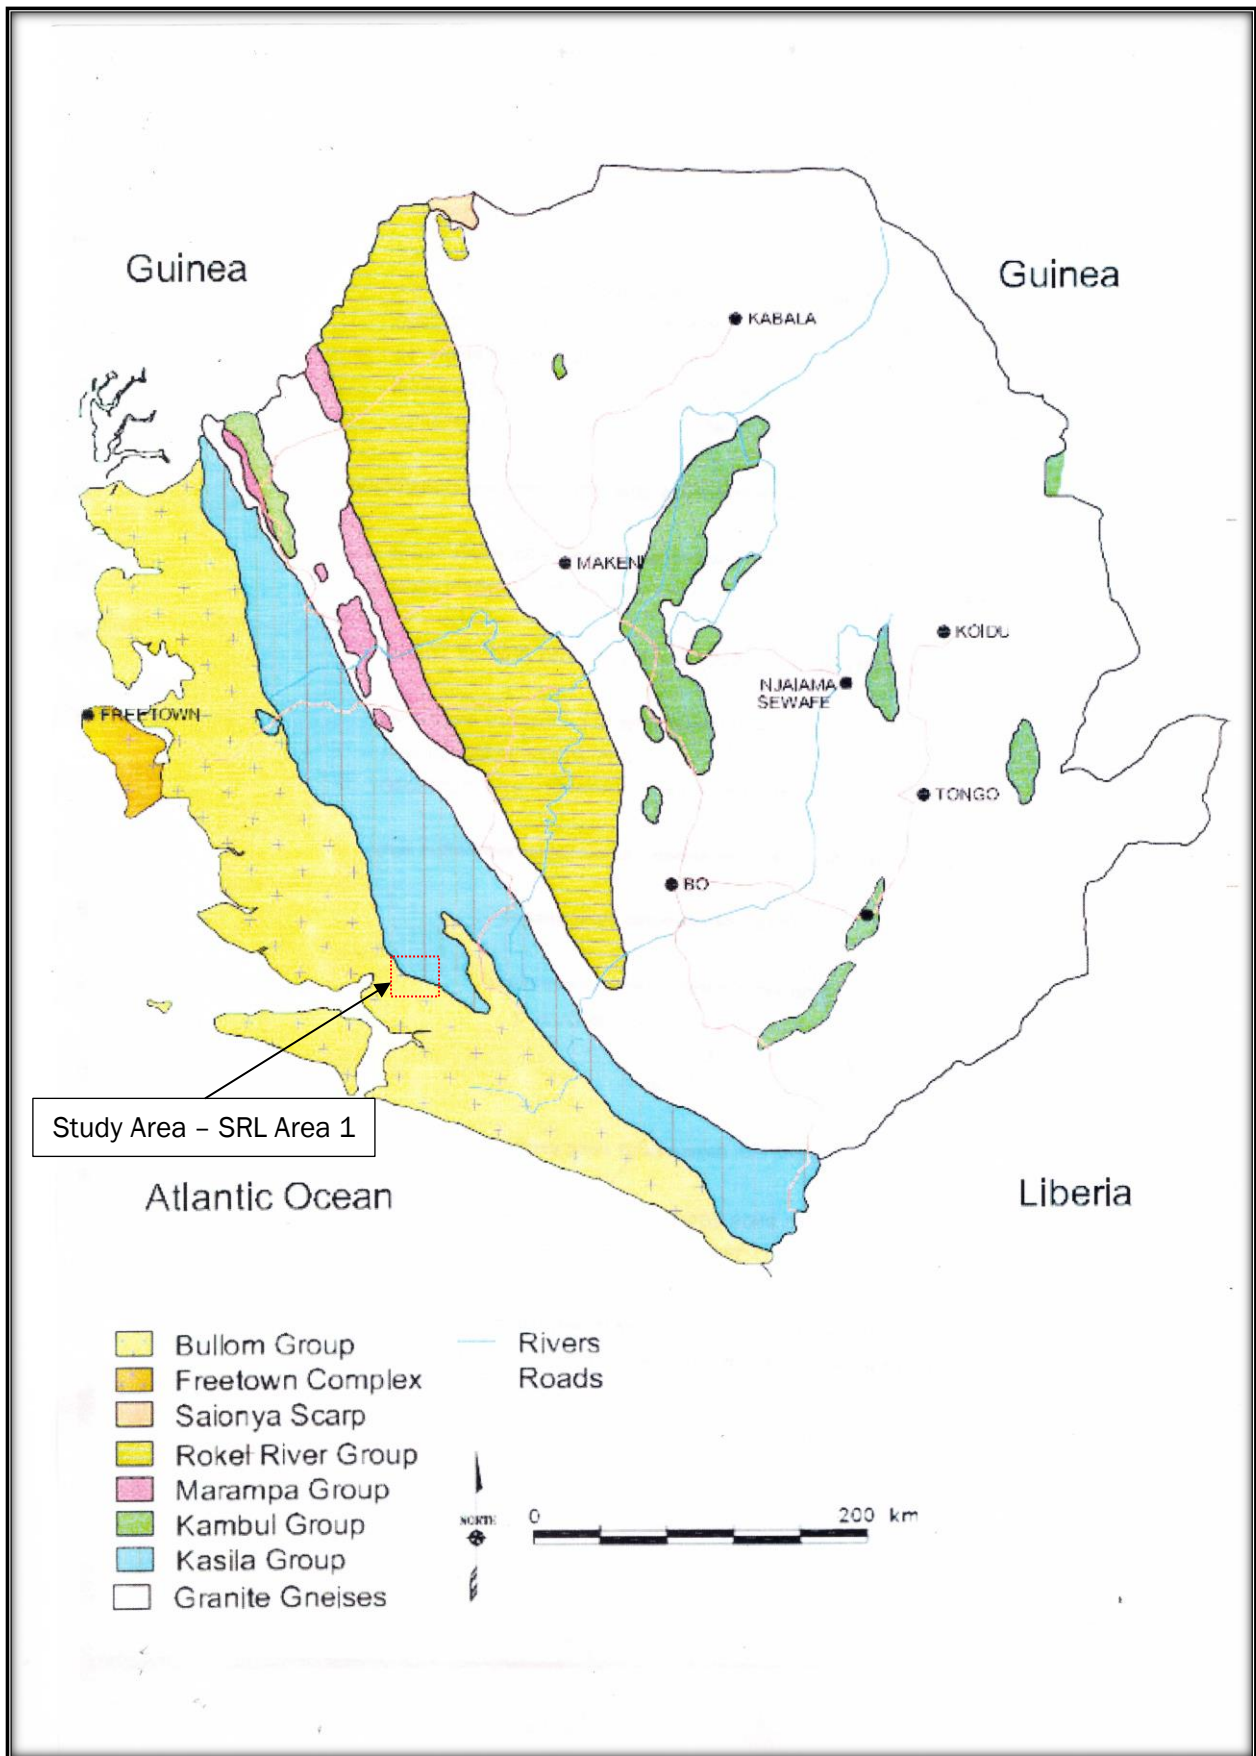 Guinea
Guinea
KABALA
MAKENI
KOIDU
NJAIAMA
SEWAFE
FREETOWN
TONGO
BO
Study Area – SRL Area 1
Atlantic Ocean
Liberia
Bullom Group
Freetown Complex
Saionya Scarp
Rokel River Group
Marampa Group
Kambul Group
Kasila Group
Granite Gneises
Rivers
Roads
NORTH
0 200 km